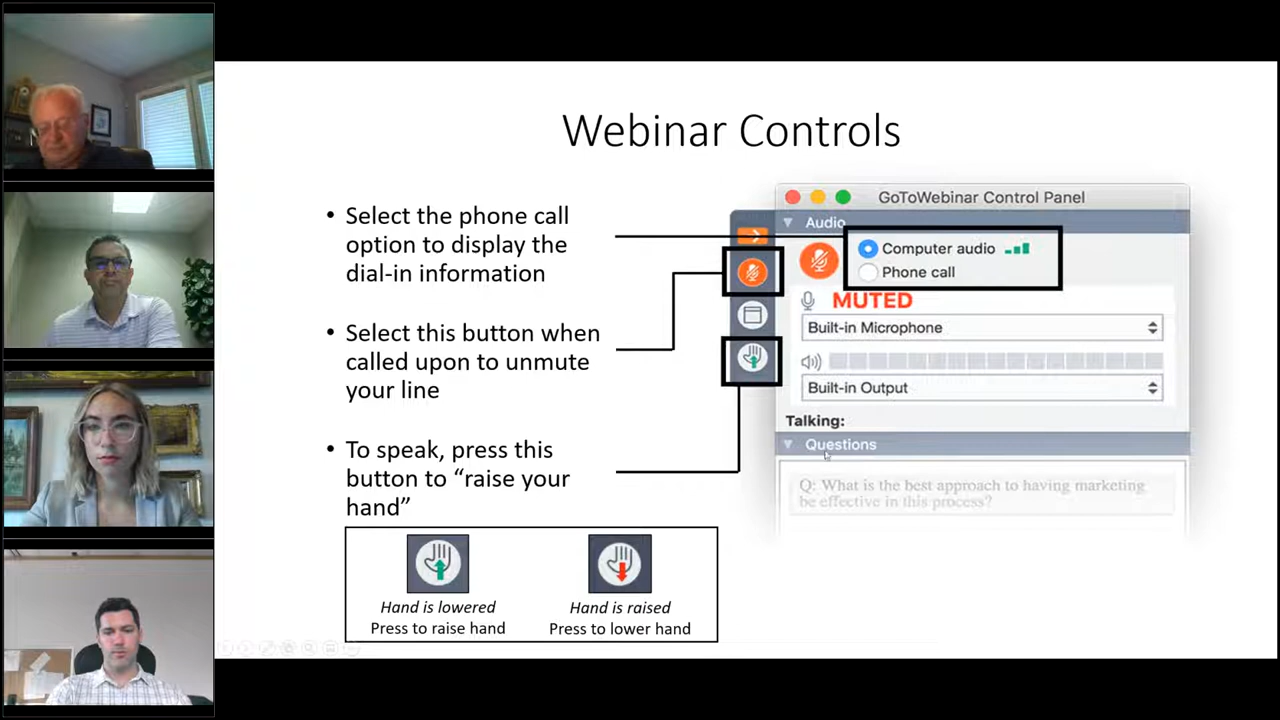 Webinar Controls
• Select the phone call
option to display the
dial-in information
• Select this button when
called upon to unmute
your line
• To speak, press this
button to “raise your
hand”
Hand is lowered
Press to raise hand
Hand is raised
Press to lower hand
GoToWebinar Control Panel
Audio
Computer audio
Phone call
MUTED
Built-in Microphone
Built-in Output
Talking:
Questions
Q: What is the best approach to having marketing
be effective in this process?